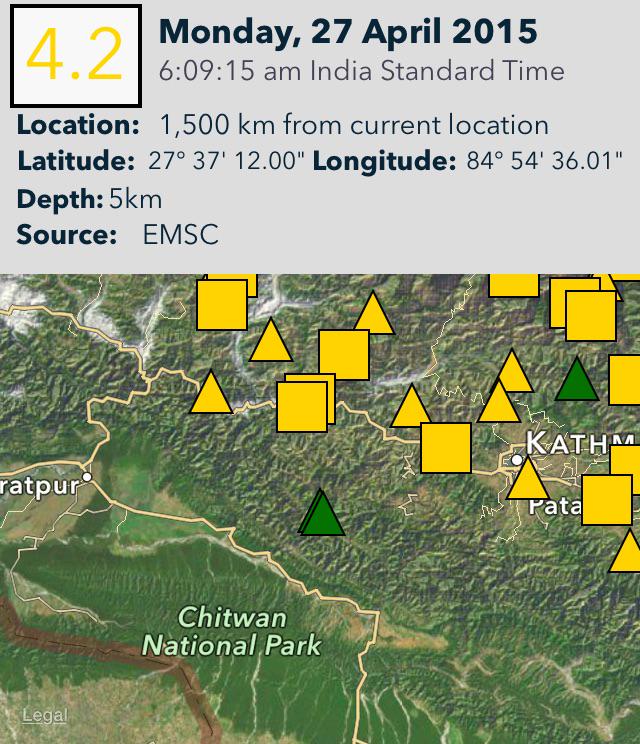 4.2
Monday, 27 April 2015
6:09:15 am India Standard Time
Location: 1,500 km from current location
Latitude: 27° 37' 12.00" Longitude: 84° 54' 36.01"
Depth: 5km
Source: EMSC
KATHM
ratpur
Pata
Chitwan
National Park
Legal